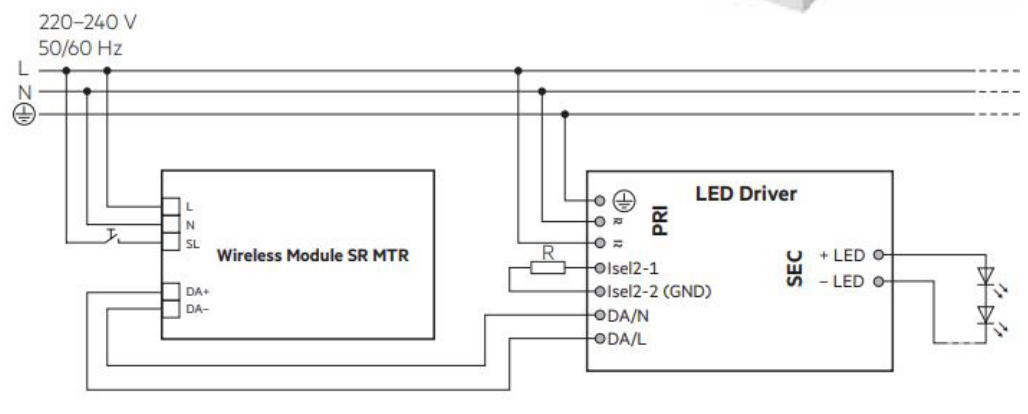 220–240 V
50/60 Hz
L
N
L
N
SL
Wireless Module SR MTR
DA+
DA–
LED Driver
PRI
≈
≈
R
Isel2-1
Isel2-2 (GND)
DA/N
DA/L
SEC
+ LED
– LED